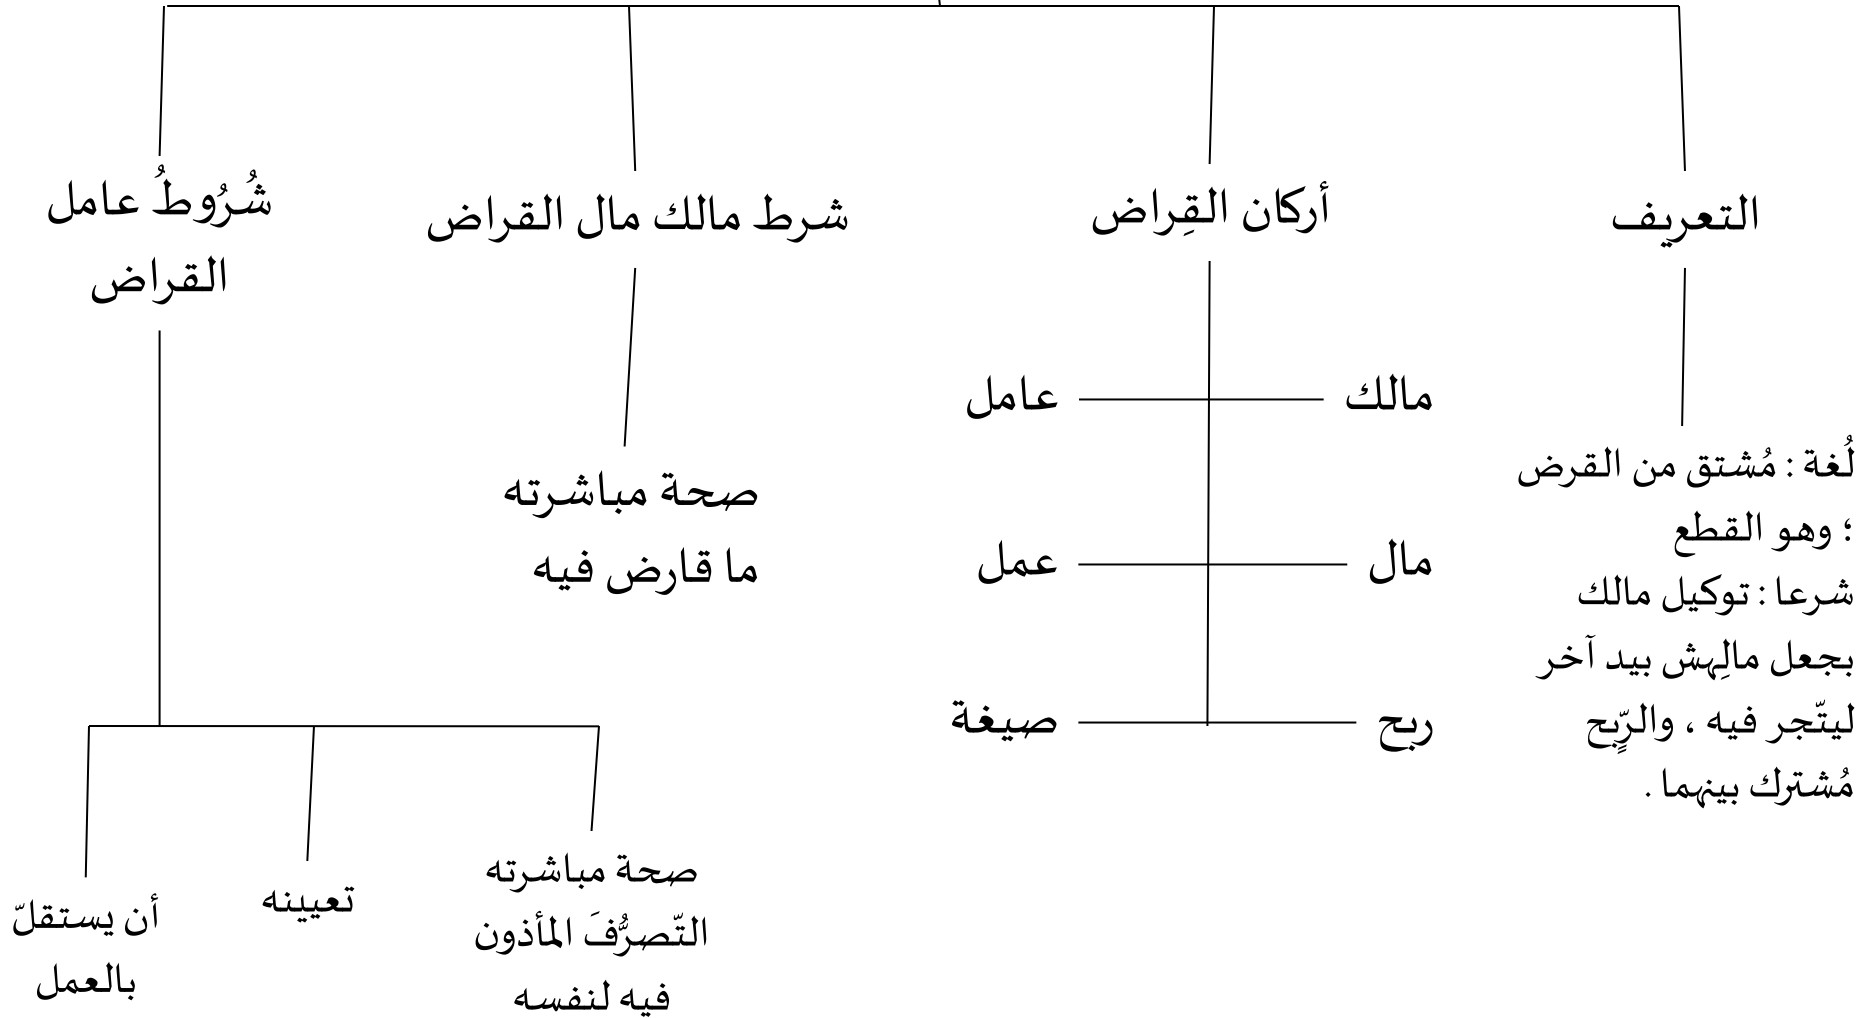 التعريف
لُغة : مُشتق من القرض
؛ وهو القطع
شرعا : توكيل مالك
بجعل مالِهش بيد آخر
ليتّجر فيه ، والرٍّبح
مُشترك بينهما .
أركان القِراض
مالك
عامل
مال
عمل
ربح
صيغة
شرط مالك مال القراض
صحة مباشرته
ما قارض فيه
شُرُوطُ عامل
القراض
صحة مباشرته
التّصرُّفَ المأذون
فيه لنفسه
تعيينه
أن يستقلّ
بالعمل